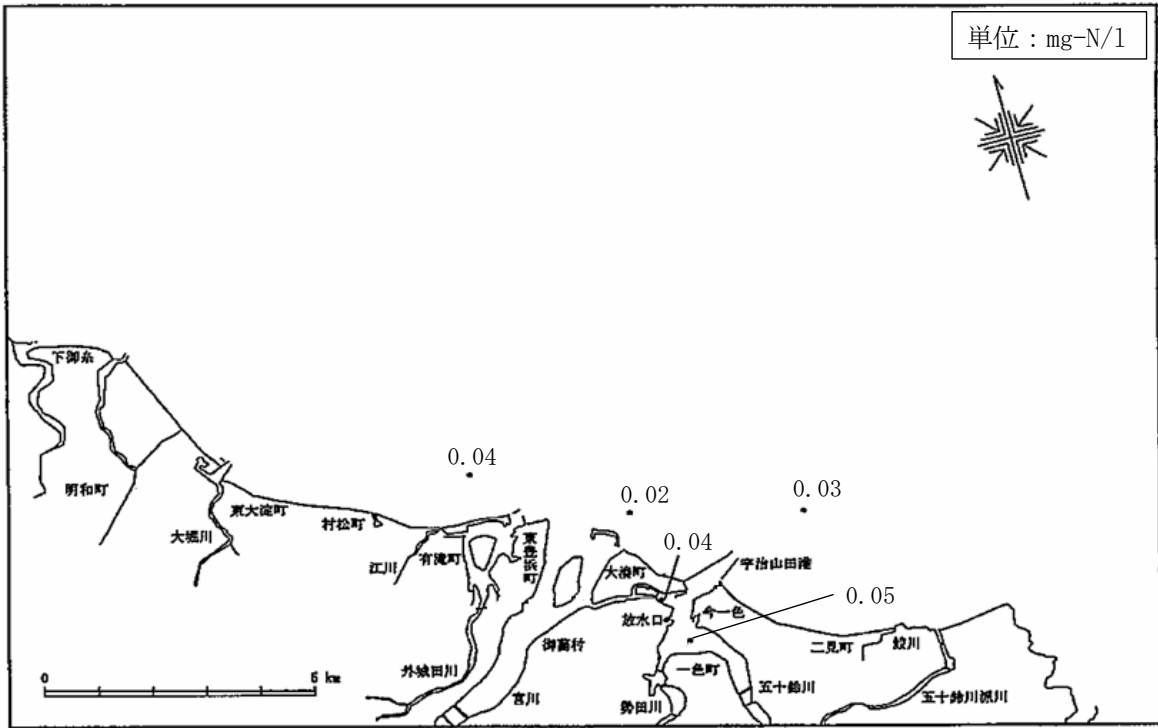 単位：mg-N/l
下御糸
0.04
明和町
東大淀町
0.02
0.03
大堀川
村松町
江川
有滝町
東豊浜町
大湊町
0.04
宇治山田港
放水口
今一色
0.05
御薗村
二見町
鮫川
外城田川
宮川
一色町
勢田川
五十鈴川
五十鈴川派川
0
5 km